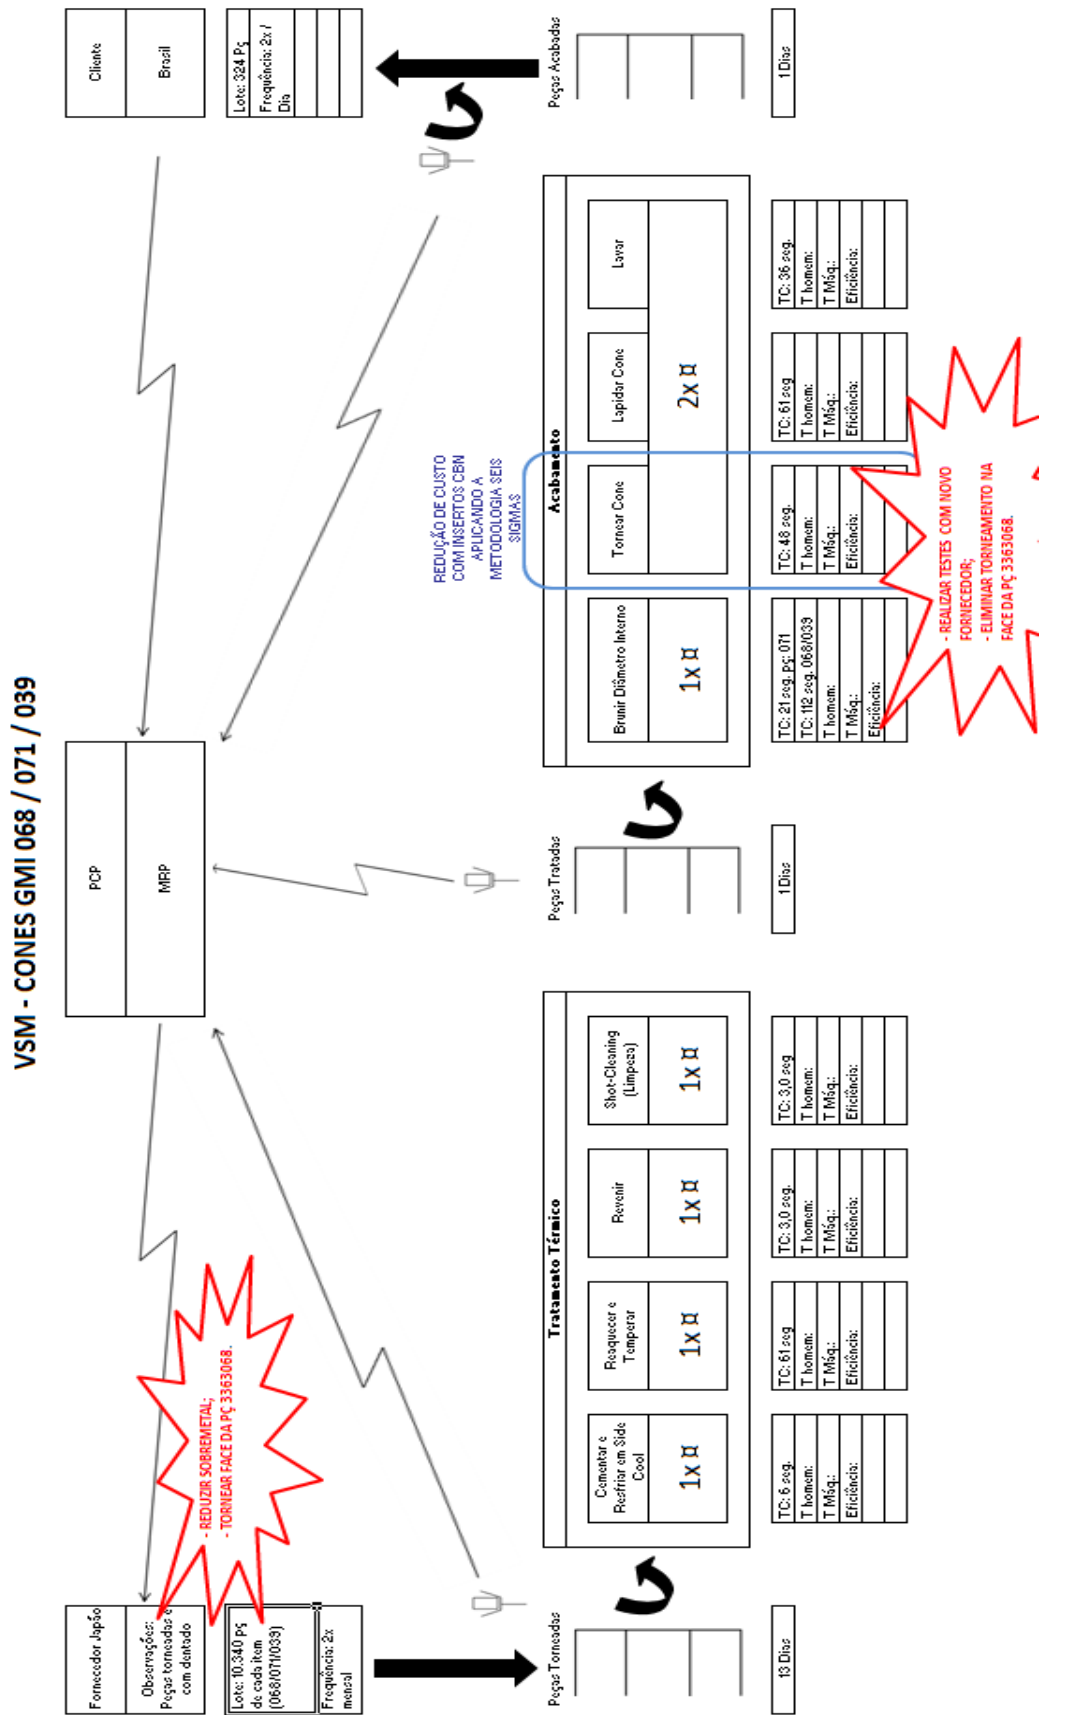 VSM - CONES GMI 068 / 071 / 039
Fornecedor Japão
Observações:
Peças torneadas e
com dentado
Lote: 10.340 pç
de cada item
(068/071/039)
Frequência: 2x
mensal
- REDUZIR SOBREMETAL;
- TORNEAR FACE DA PÇ 3363068.
PCP
MRP
Cliente
Brasil
Lote: 324 Pç
Frequência: 2x /
Dia
Peças Torneadas
13 Dias
Tratamento Térmico
Cementar e
Resfriar em Side
Cool
1x ¤
TC: 6 seg.
T homem:
T Máq.:
Eficiência:
Reaquecer e
Temperar
1x ¤
TC: 61 seg
T homem:
T Máq.:
Eficiência:
Revenir
1x ¤
TC: 3,0 seg.
T homem:
T Máq.:
Eficiência:
Shot-Cleaning
(Limpeza)
1x ¤
TC: 3,0 seg
T homem:
T Máq.:
Eficiência:
Peças Tratadas
1 Dias
REDUÇÃO DE CUSTO
COM INSERTOS CBN
APLICANDO A
METODOLOGIA SEIS
SIGMAS
Acabamento
Brunir Diâmetro Interno
1x ¤
TC: 21 seg. pç: 071
TC: 112 seg. 068/039
T homem:
T Máq.:
Eficiência:
Tornear Cone
Lapidar Cone
Lavar
2x ¤
TC: 48 seg.
T homem:
T Máq.:
Eficiência:
TC: 61 seg
T homem:
T Máq.:
Eficiência:
TC: 36 seg.
T homem:
T Máq.:
Eficiência:
- REALIZAR TESTES COM NOVO
FORNECEDOR;
- ELIMINAR TORNEAMENTO NA
FACE DA PÇ 3363068.
Peças Acabadas
1 Dias